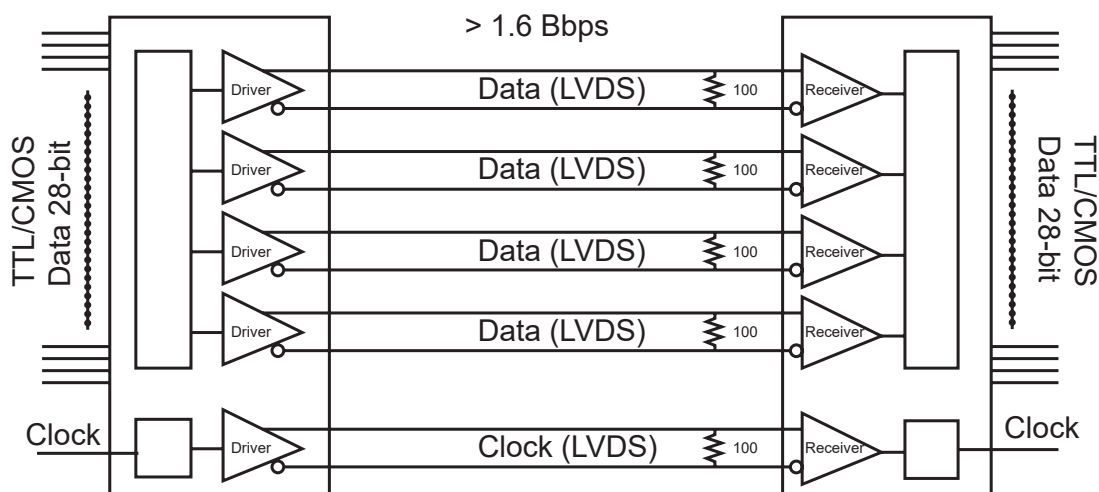 > 1.6 Bbps
TTL/CMOS
Data 28-bit
Driver
Data (LVDS)
100
Receiver
Driver
Data (LVDS)
100
Receiver
Driver
Data (LVDS)
100
Receiver
Driver
Data (LVDS)
100
Receiver
TTL/CMOS
Data 28-bit
Clock
Driver
Clock (LVDS)
100
Receiver
Clock